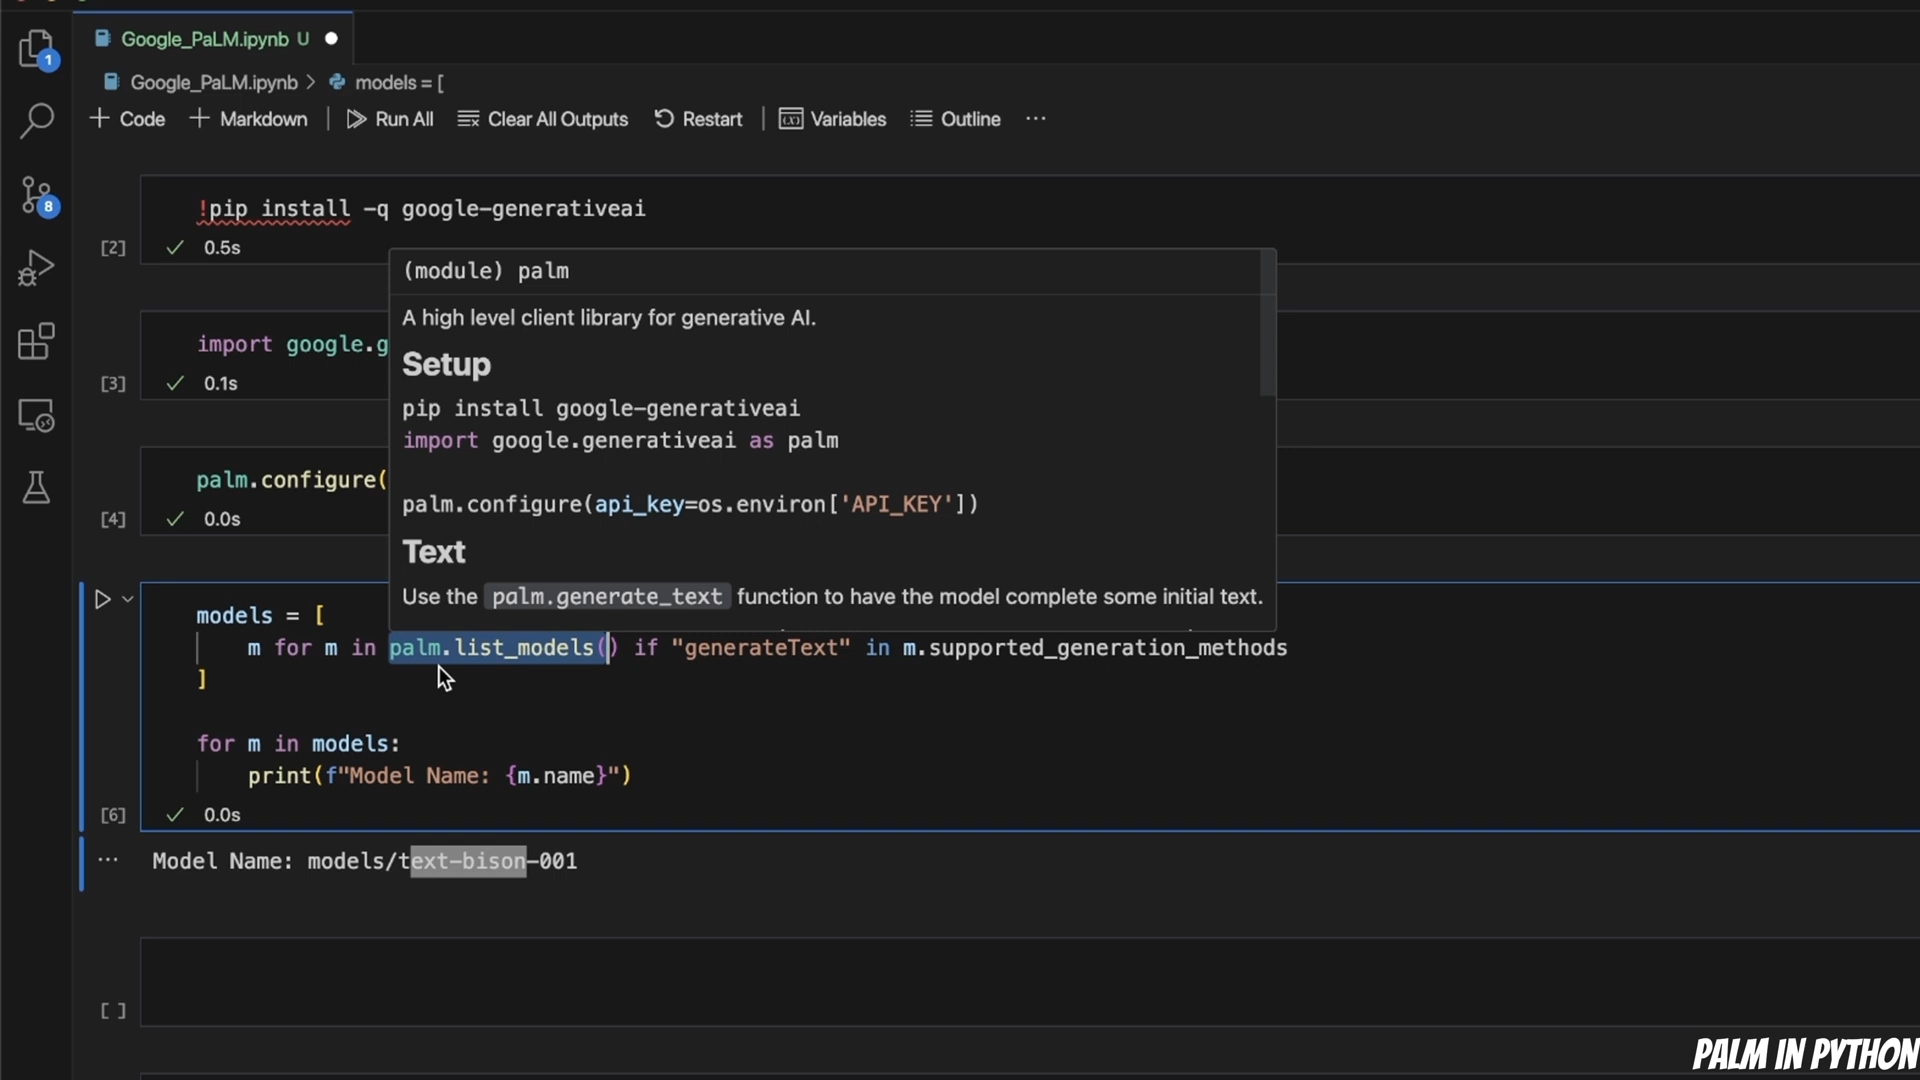 Google_PaLM.ipynb U
1
Google_PaLM.ipynb > models = [
+ Code + Markdown | Run All Clear All Outputs Restart | Variables Outline ...
8
!pip install -q google-generativeai
[2] ✓ 0.5s
(module) palm
A high level client library for generative AI.
import google.g
Setup
[3] ✓ 0.1s
pip install google-generativeai
import google.generativeai as palm
palm.configure(
palm.configure(api_key=os.environ['API_KEY'])
[4] ✓ 0.0s
Text
Use the palm.generate_text function to have the model complete some initial text.
models = [
m for m in palm.list_models() if "generateText" in m.supported_generation_methods
]
for m in models:
print(f"Model Name: {m.name}")
[6] ✓ 0.0s
... Model Name: models/text-bison-001
[ ]
PALM IN PYTHON